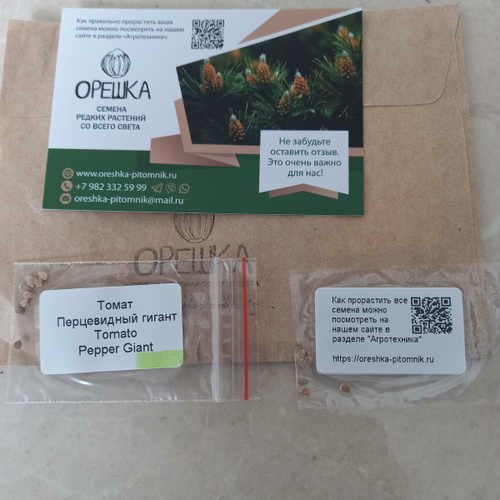 Как правильно прорастить ваши
семена можно посмотреть на нашем
сайте в разделе «Агротехника».
ОРЕШКА
СЕМЕНА
РЕДКИХ РАСТЕНИЙ
СО ВСЕГО СВЕТА
Не забудьте
оставить отзыв.
Это очень важно
для нас!
www.oreshka-pitomnik.ru
+7 982 332 59 99
oreshka-pitomnik@mail.ru
ОРЕШКА
Томат
Перцевидный гигант
Tomato
Pepper Giant
Как прорастить все
семена можно
посмотреть на
нашем сайте в
разделе "Агротехника"
https://oreshka-pitomnik.ru